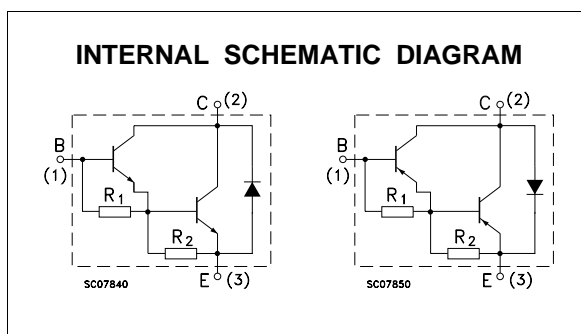 INTERNAL SCHEMATIC DIAGRAM
C (2)
B
(1)
R1
R2
SC07840
E (3)
C (2)
B
(1)
R1
R2
SC07850
E (3)